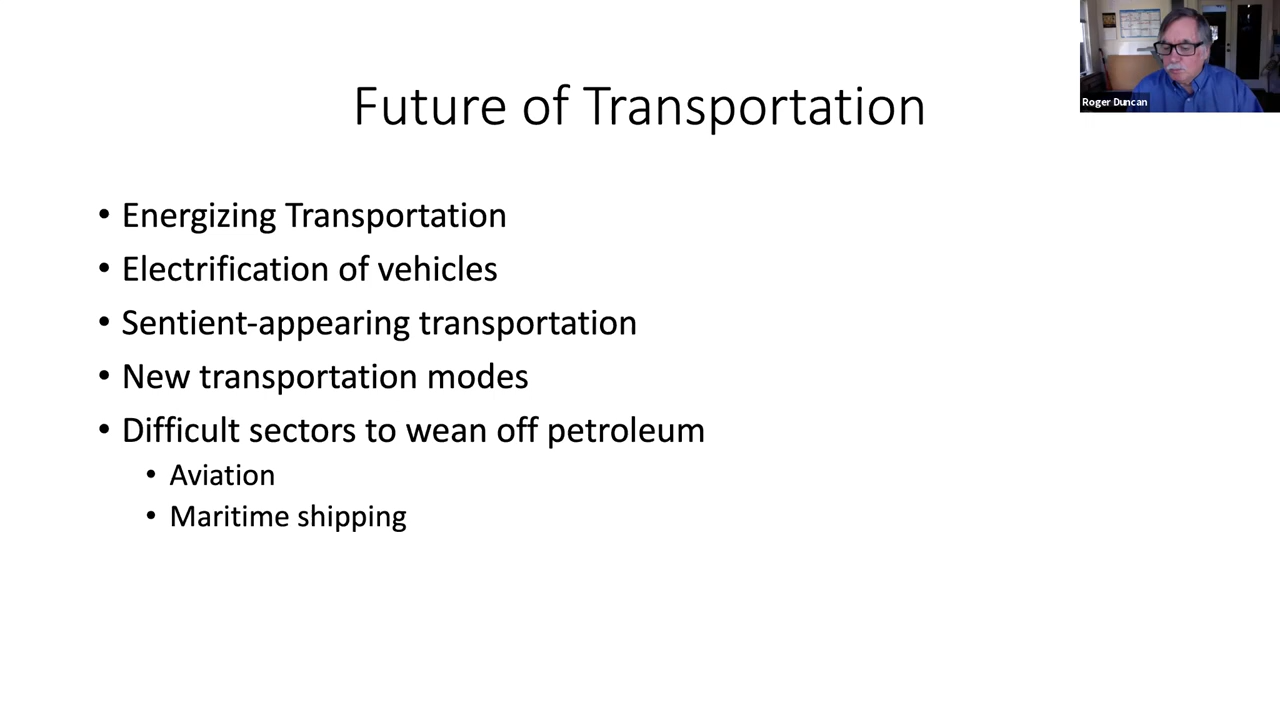 Future of Transportation
Roger Duncan
• Energizing Transportation
• Electrification of vehicles
• Sentient-appearing transportation
• New transportation modes
• Difficult sectors to wean off petroleum
• Aviation
• Maritime shipping